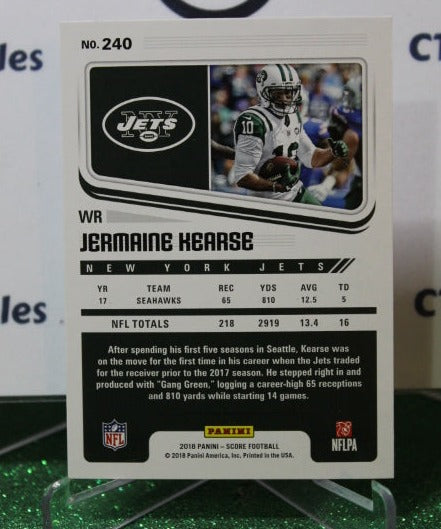 CT
les
No. 240
NY
JETS
10
10
WR
JERMAINE KEARSE
NEW YORK JETS
YR TEAM REC YDS AVG TD
17 SEAHAWKS 65 810 12.5 5
NFL TOTALS 218 2919 13.4 16
After spending his first five seasons in Seattle, Kearse was
on the move for the first time in his career when the Jets traded
for the receiver prior to the 2017 season. He stepped right in and
produced with "Gang Green," logging a career-high 65 receptions
and 810 yards while starting 14 games.
NFL
PANINI
NFLPA
2018 PANINI – SCORE FOOTBALL
© 2018 Panini America, Inc. Printed in the USA.